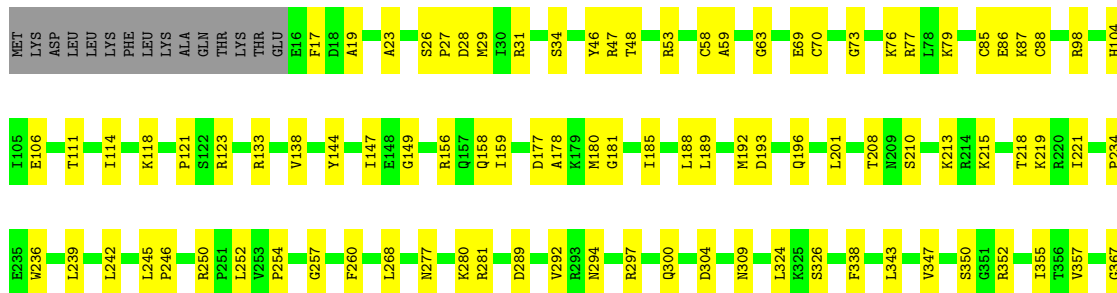 MET LYS ASP LEU LEU LYS PHE LEU LYS ALA GLN THR LYS THR GLU E16 F17 D18 A19 A23 S26 P27 D28 M29 I30 R31 S34 Y46 R47 T48 R53 C58 A59 G63 E69 C70 G73 K76 R77 L78 K79 C85 E86 K87 C88 R98 H104
I105 E106 T111 I114 K118 P121 S122 R123 R133 V138 Y144 I147 E148 G149 R156 Q157 Q158 I159 D177 A178 K179 M180 G181 I185 L188 L189 M192 D193 Q196 L201 T208 N209 S210 K213 R214 K215 T218 K219 R220 I221 P234
E235 W236 L239 L242 L245 P246 R250 P251 L252 V253 P254 G257 F260 L268 N277 K280 R281 D289 V292 R293 N294 R297 Q300 D304 N309 L324 K325 S326 F338 L343 V347 S350 G351 R352 I355 T356 V357 G367